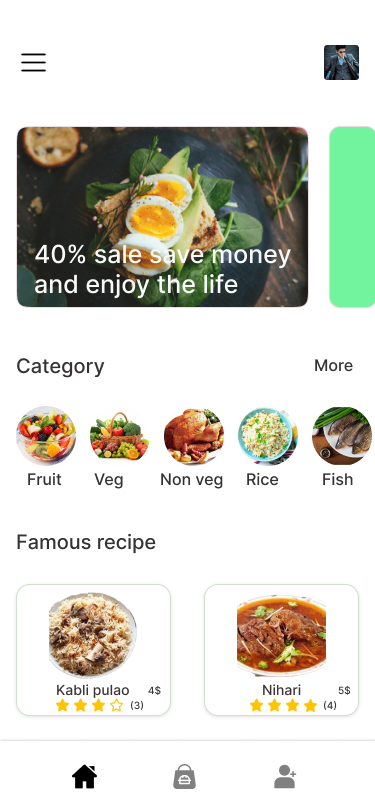 40% sale save money
and enjoy the life
Category More
Fruit Veg Non veg Rice Fish
Famous recipe
Kabli pulao 4$ Nihari 5$
(3) (4)